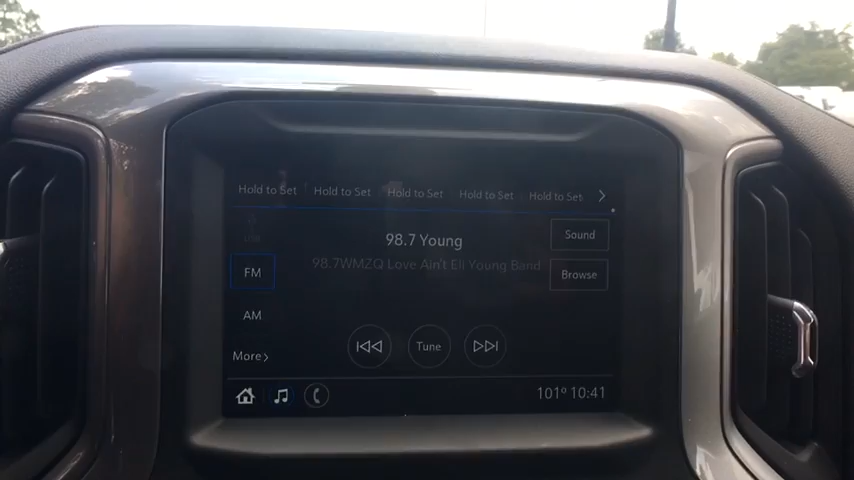 Hold to Set Hold to Set Hold to Set Hold to Set Hold to Set
98.7 Young
Sound
98.7WMZQ Love Ain't Eli Young Band
FM
Browse
AM
Tune
More
101° 10:41